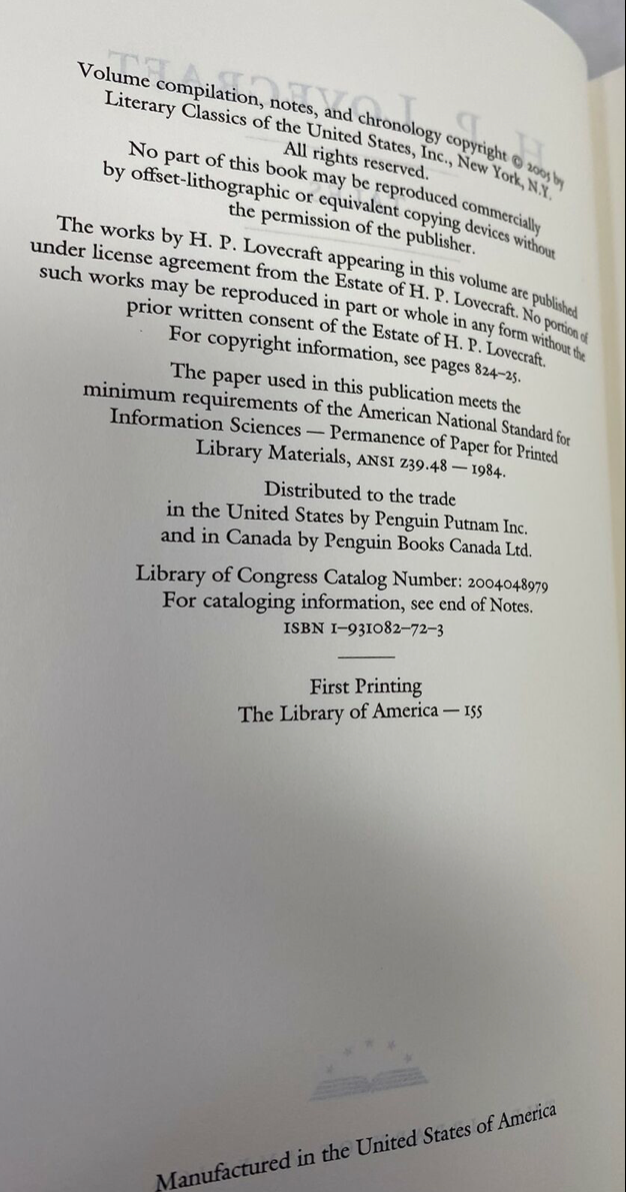 Volume compilation, notes, and chronology copyright © 2005 by
Literary Classics of the United States, Inc., New York, N.Y.
All rights reserved.
No part of this book may be reproduced commercially
by offset-lithographic or equivalent copying devices without
the permission of the publisher.
The works by H. P. Lovecraft appearing in this volume are published
under license agreement from the Estate of H. P. Lovecraft. No portion of
such works may be reproduced in part or whole in any form without the
prior written consent of the Estate of H. P. Lovecraft.
For copyright information, see pages 824–25.
The paper used in this publication meets the
minimum requirements of the American National Standard for
Information Sciences — Permanence of Paper for Printed
Library Materials, ANSI Z39.48 — 1984.
Distributed to the trade
in the United States by Penguin Putnam Inc.
and in Canada by Penguin Books Canada Ltd.
Library of Congress Catalog Number: 2004048979
For cataloging information, see end of Notes.
ISBN 1–931082–72–3
First Printing
The Library of America — 155
Manufactured in the United States of America